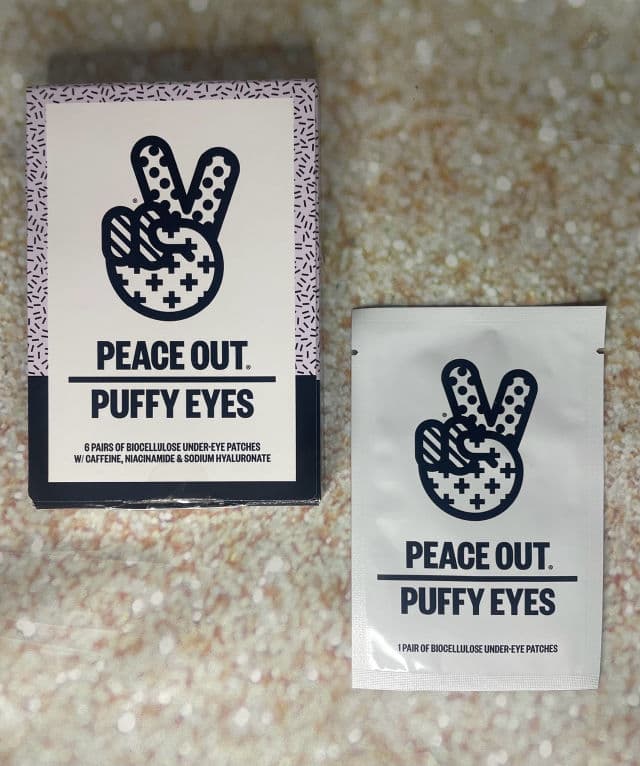 PEACE OUT®
PUFFY EYES
6 PAIRS OF BIOCELLULOSE UNDER-EYE PATCHES
W/ CAFFEINE, NIACINAMIDE & SODIUM HYALURONATE
PEACE OUT®
PUFFY EYES
1 PAIR OF BIOCELLULOSE UNDER-EYE PATCHES